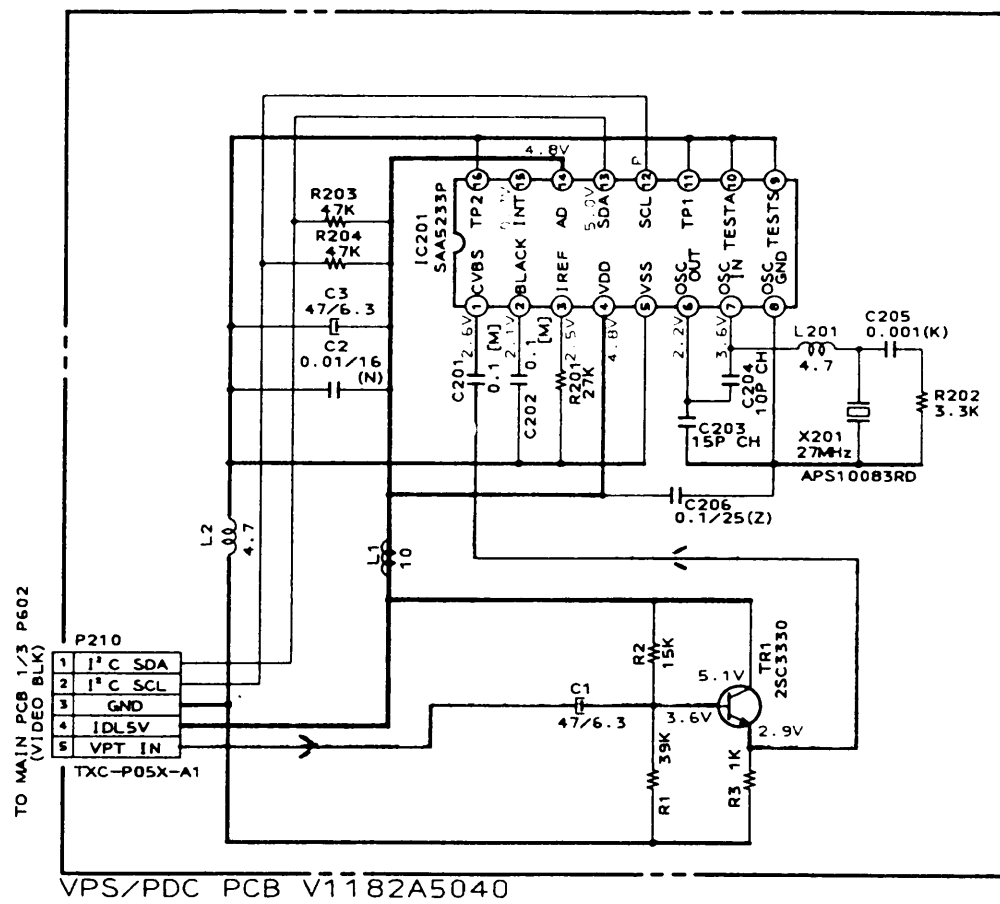 4.8V
16
15
14
13
12
11
10
9
TP2
INT
AD
SDA
SCL
TP1
TESTA
TESTS
5.0V
P
IC201
SAA5233P
CVBS
BLACK
IREF
VDD
VSS
OSC OUT
OSC IN
OSC GND
1
2
3
4
5
6
7
8
2.6V
2.1V
2.5V
4.8V
2.2V
3.6V
R203
47K
R204
47K
C3
47/6.3
C2
0.01/16
(N)
C201
0.1 [M]
C202
0.1 [M]
R201
27K
C204
10P CH
C203
15P CH
L201
4.7
C205
0.001(K)
R202
3.3K
X201
27MHz
APS10083RD
C206
0.1/25(Z)
L2
4.7
L1
10
TO MAIN PCB 1/3 P602
(VIDEO BLK)
P210
1 I²C SDA
2 I²C SCL
3 GND
4 IDL5V
5 VPT IN
TXC-P05X-A1
C1
47/6.3
R2
15K
TR1
2SC3330
5.1V
3.6V
2.9V
R1
39K
R3
1K
VPS/PDC PCB V1182A5040